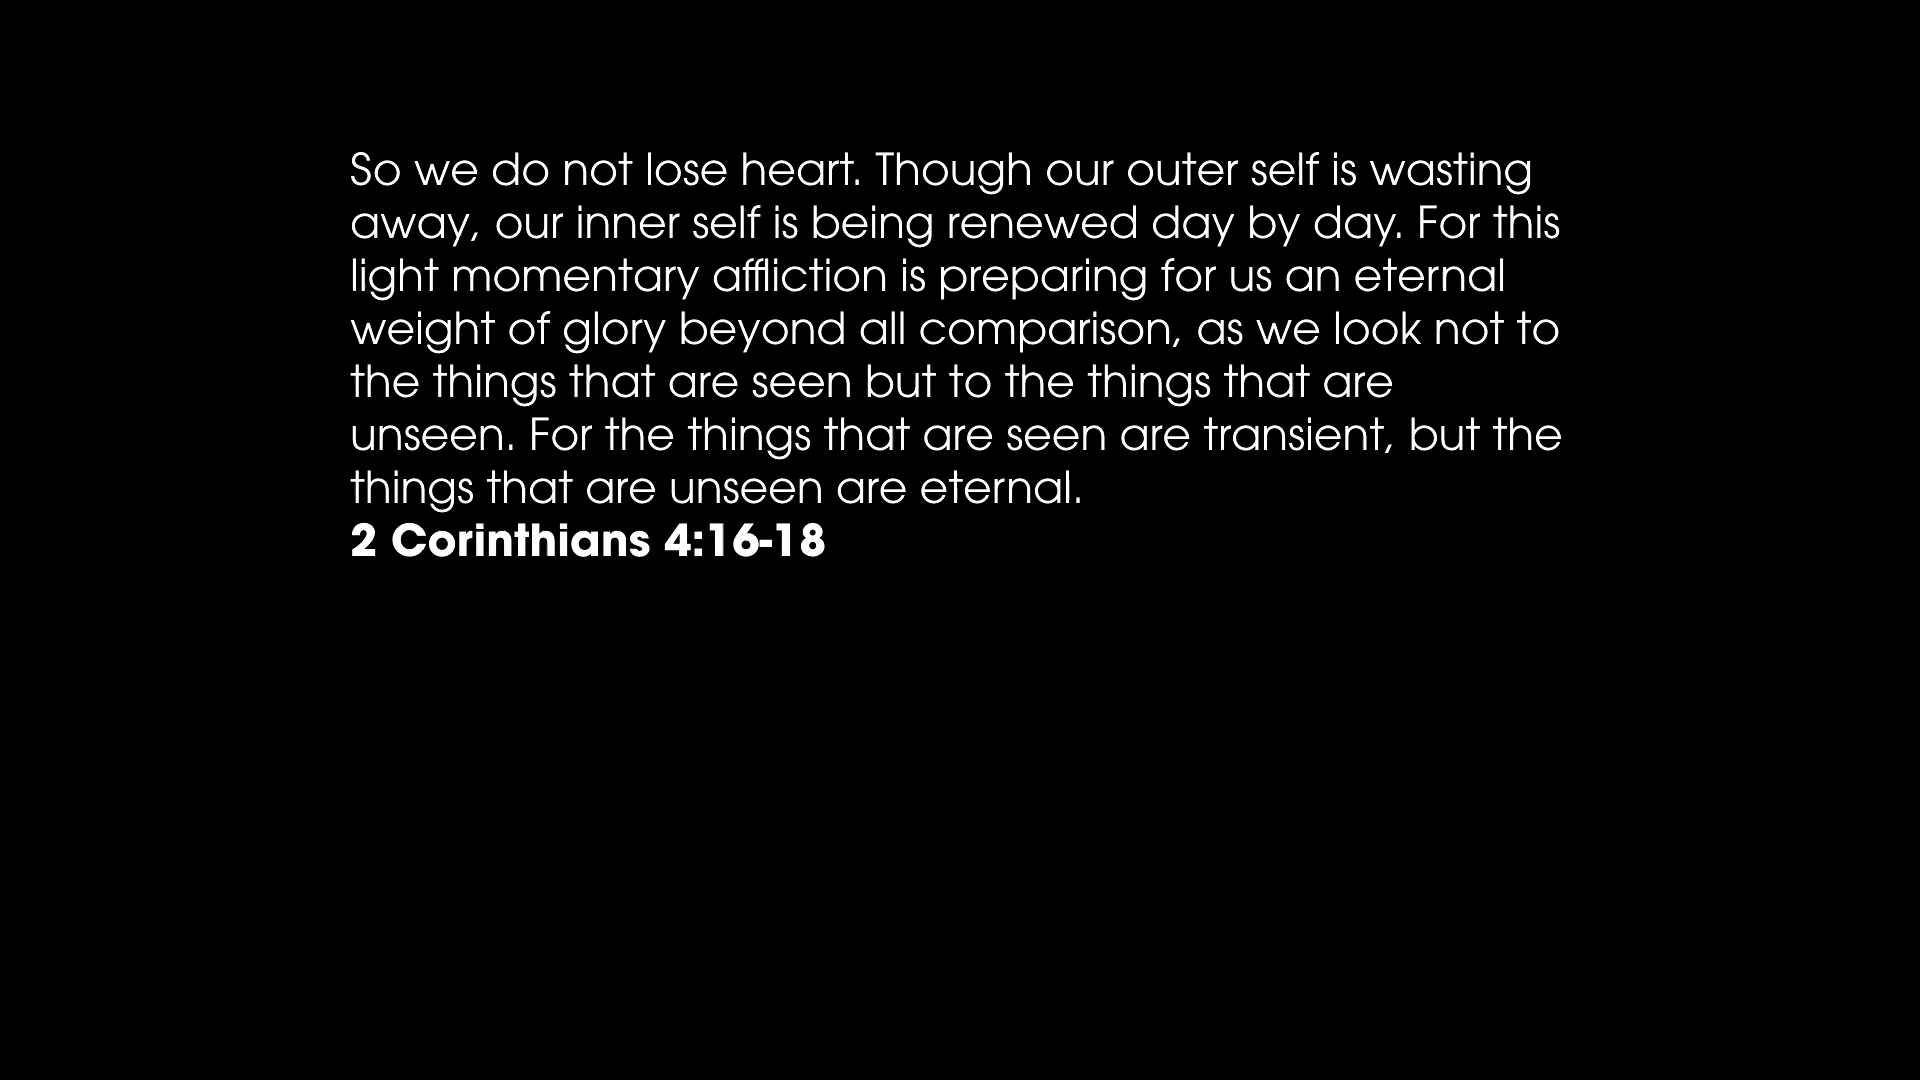 So we do not lose heart. Though our outer self is wasting
away, our inner self is being renewed day by day. For this
light momentary affliction is preparing for us an eternal
weight of glory beyond all comparison, as we look not to
the things that are seen but to the things that are
unseen. For the things that are seen are transient, but the
things that are unseen are eternal.
2 Corinthians 4:16-18